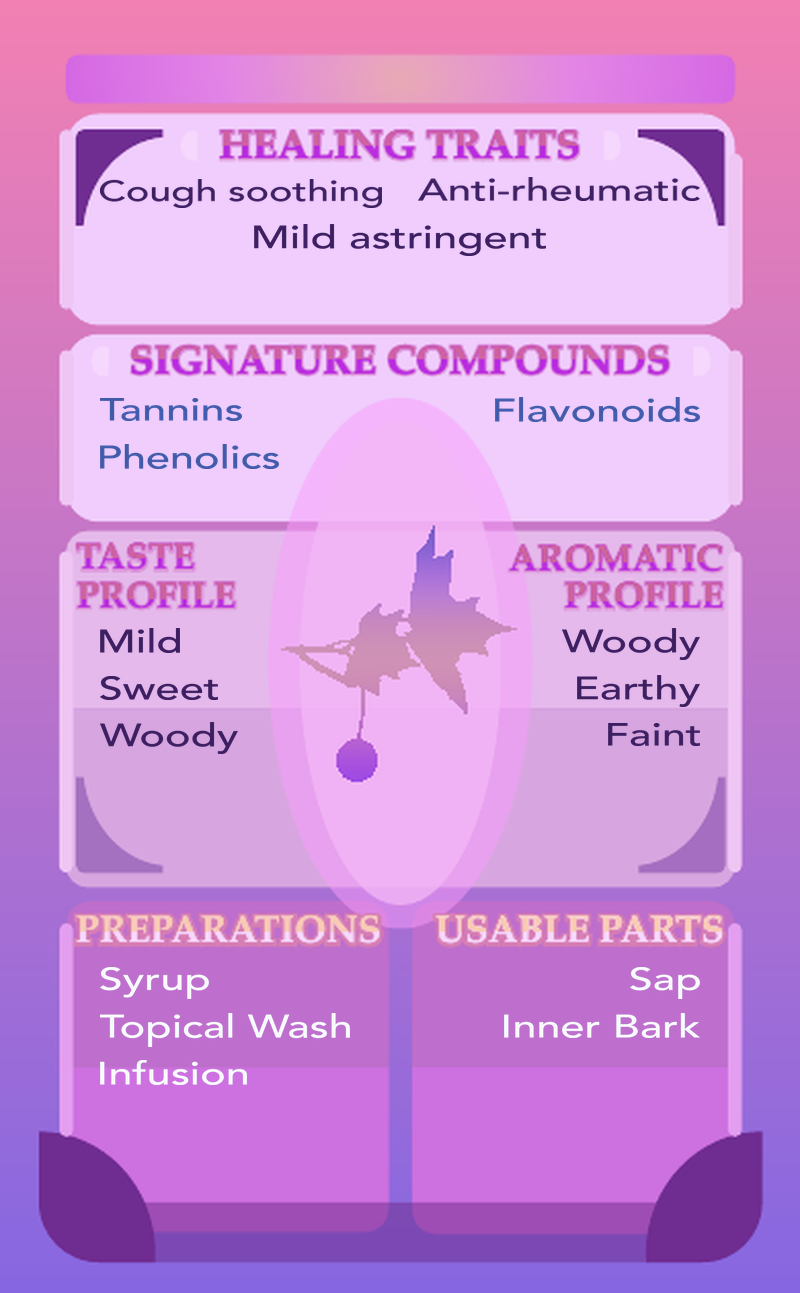 HEALING TRAITS
Cough soothing Anti-rheumatic
Mild astringent
SIGNATURE COMPOUNDS
Tannins Flavonoids
Phenolics
TASTE
PROFILE
Mild
Sweet
Woody
AROMATIC
PROFILE
Woody
Earthy
Faint
PREPARATIONS
Syrup
Topical Wash
Infusion
USABLE PARTS
Sap
Inner Bark